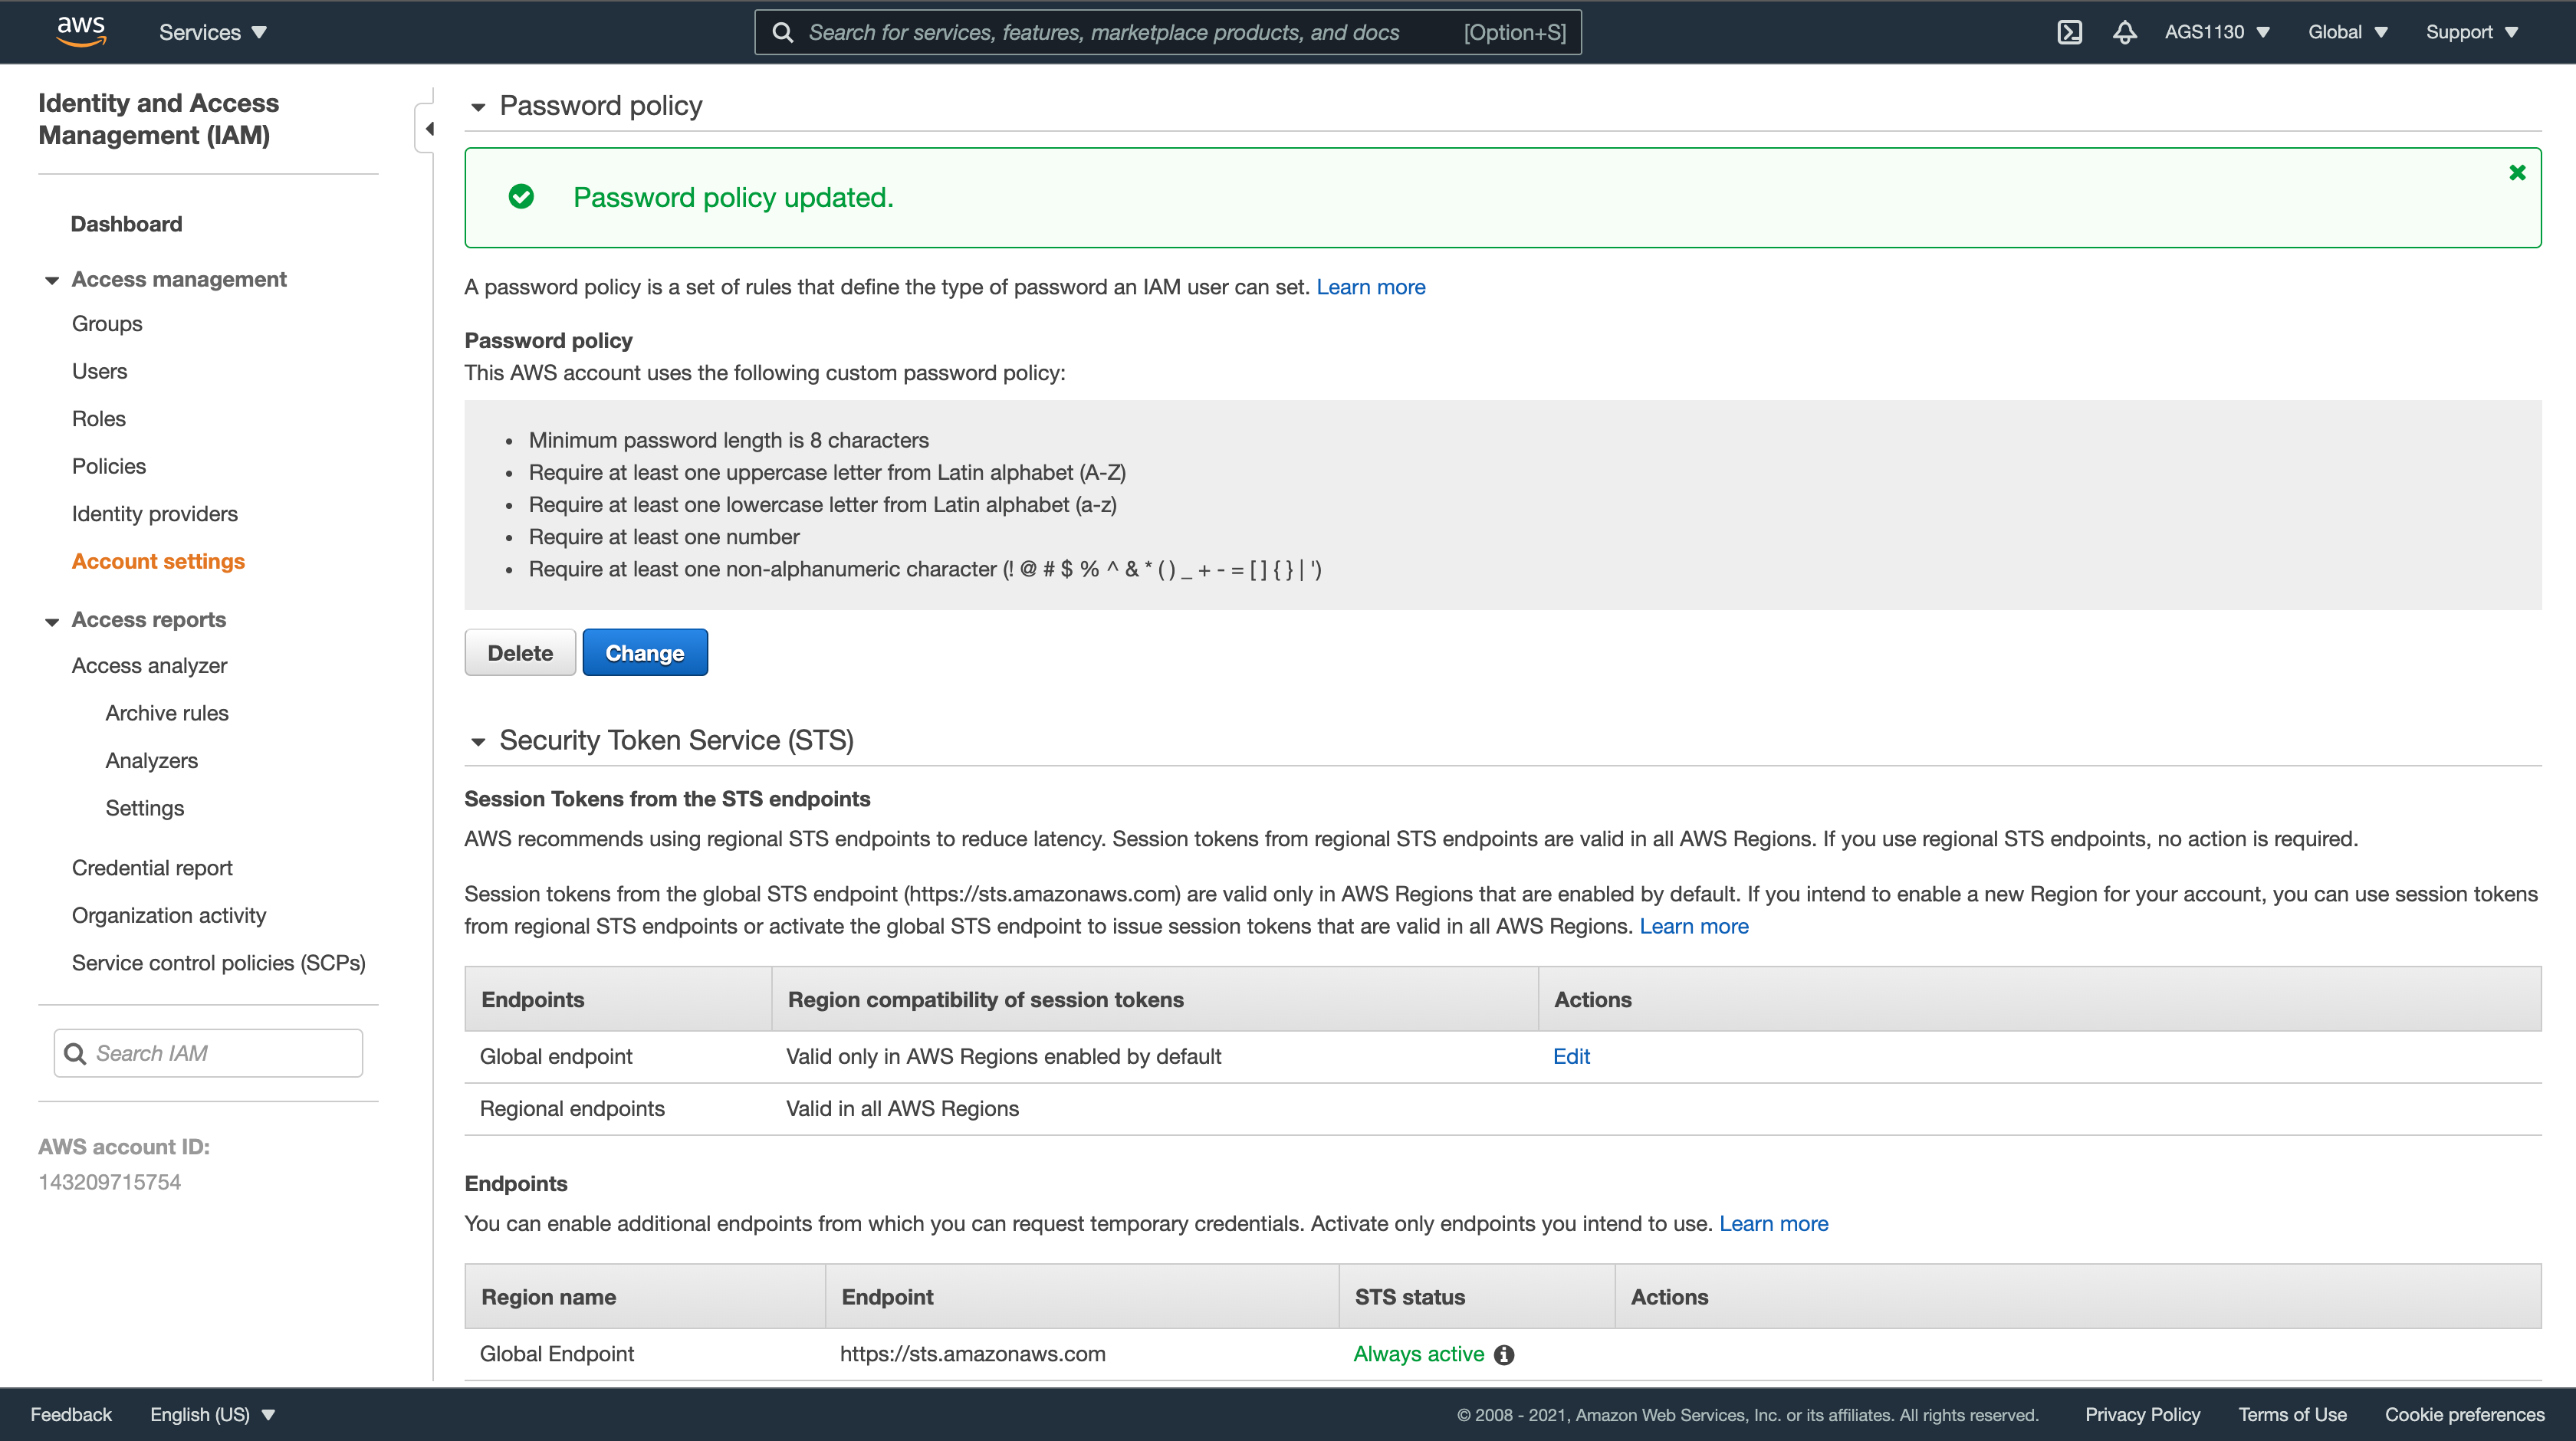 aws
Services
Search for services, features, marketplace products, and docs [Option+S]
AGS1130
Global
Support
Identity and Access
Management (IAM)
Dashboard
Access management
Groups
Users
Roles
Policies
Identity providers
Account settings
Access reports
Access analyzer
Archive rules
Analyzers
Settings
Credential report
Organization activity
Service control policies (SCPs)
Search IAM
AWS account ID:
143209715754
Password policy
Password policy updated.
A password policy is a set of rules that define the type of password an IAM user can set. Learn more
Password policy
This AWS account uses the following custom password policy:
• Minimum password length is 8 characters
• Require at least one uppercase letter from Latin alphabet (A-Z)
• Require at least one lowercase letter from Latin alphabet (a-z)
• Require at least one number
• Require at least one non-alphanumeric character (! @ # $ % ^ & * ( ) _ + - = [ ] { } | ')
Delete
Change
Security Token Service (STS)
Session Tokens from the STS endpoints
AWS recommends using regional STS endpoints to reduce latency. Session tokens from regional STS endpoints are valid in all AWS Regions. If you use regional STS endpoints, no action is required.
Session tokens from the global STS endpoint (https://sts.amazonaws.com) are valid only in AWS Regions that are enabled by default. If you intend to enable a new Region for your account, you can use session tokens
from regional STS endpoints or activate the global STS endpoint to issue session tokens that are valid in all AWS Regions. Learn more
Endpoints Region compatibility of session tokens Actions
Global endpoint Valid only in AWS Regions enabled by default Edit
Regional endpoints Valid in all AWS Regions
Endpoints
You can enable additional endpoints from which you can request temporary credentials. Activate only endpoints you intend to use. Learn more
Region name Endpoint STS status Actions
Global Endpoint https://sts.amazonaws.com Always active
Feedback
English (US)
© 2008 - 2021, Amazon Web Services, Inc. or its affiliates. All rights reserved.
Privacy Policy
Terms of Use
Cookie preferences